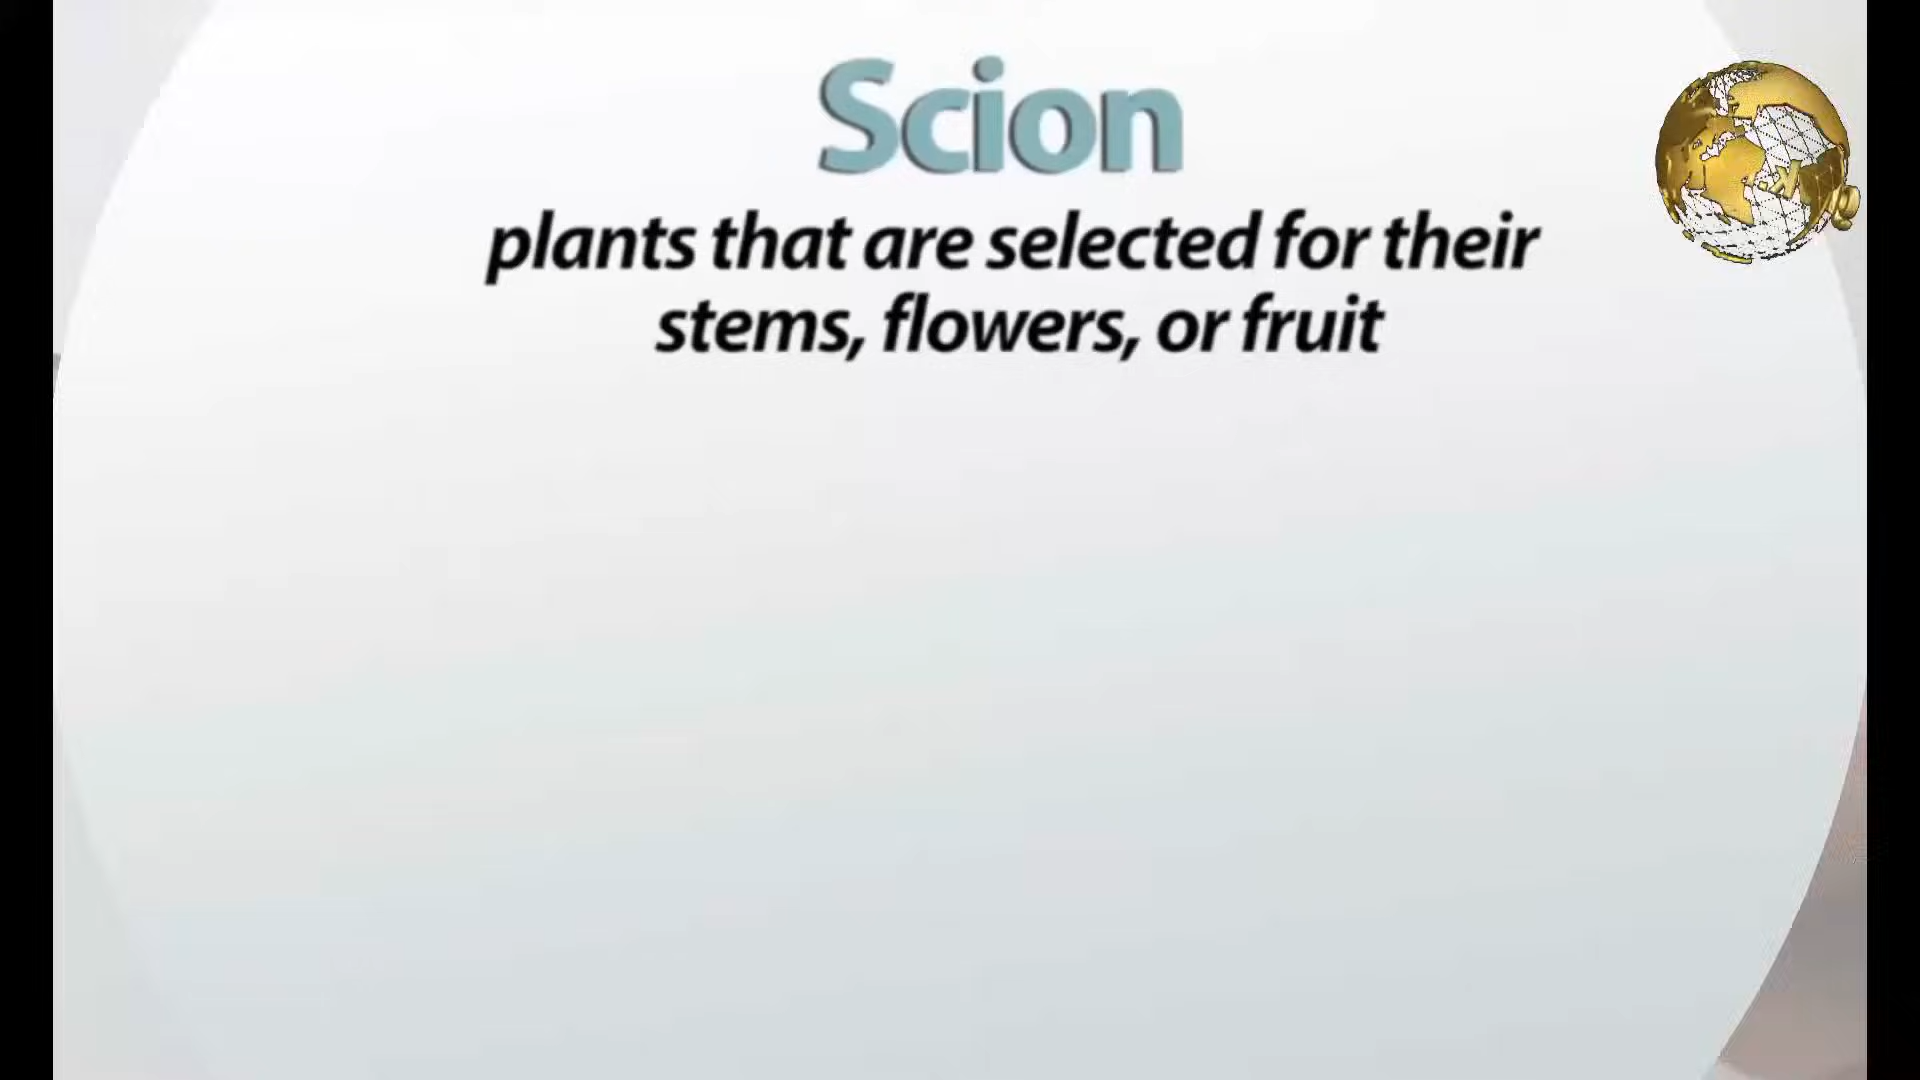 Scion
plants that are selected for their
stems, flowers, or fruit